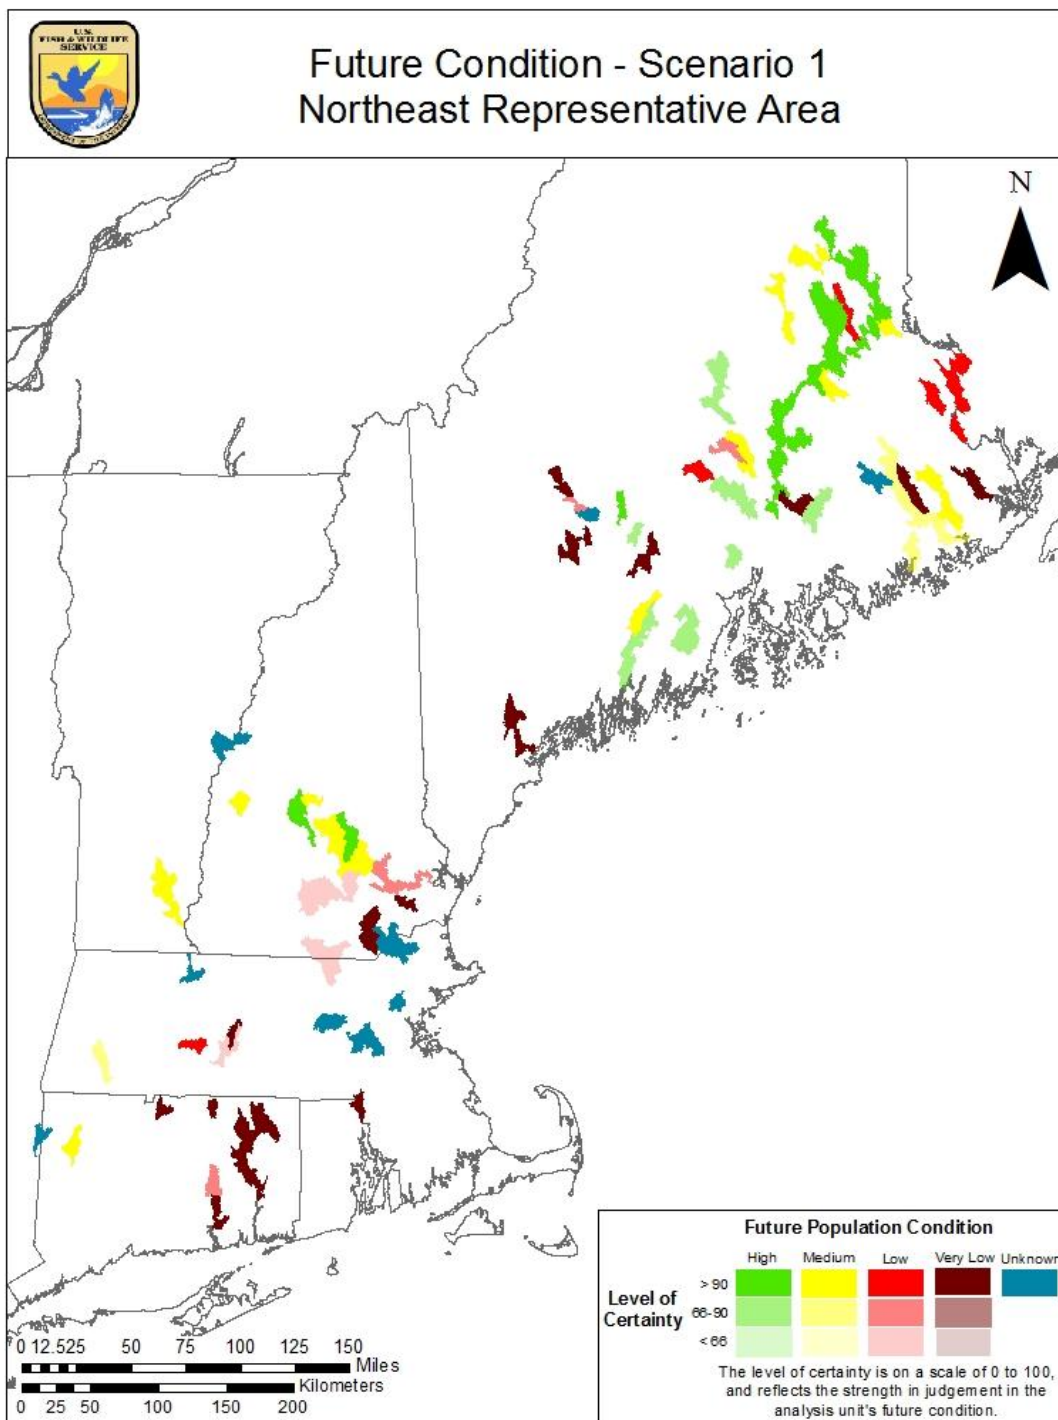 U.S.
FISH & WILDLIFE
SERVICE
Future Condition - Scenario 1
Northeast Representative Area
N
Future Population Condition
High Medium Low Very Low Unknown
> 90
Level of
Certainty
66-90
< 66
The level of certainty is on a scale of 0 to 100,
and reflects the strength in judgement in the
analysis unit's future condition.
0 12.525 50 100 150
Miles
Kilometers
0 25 50 100 150 200